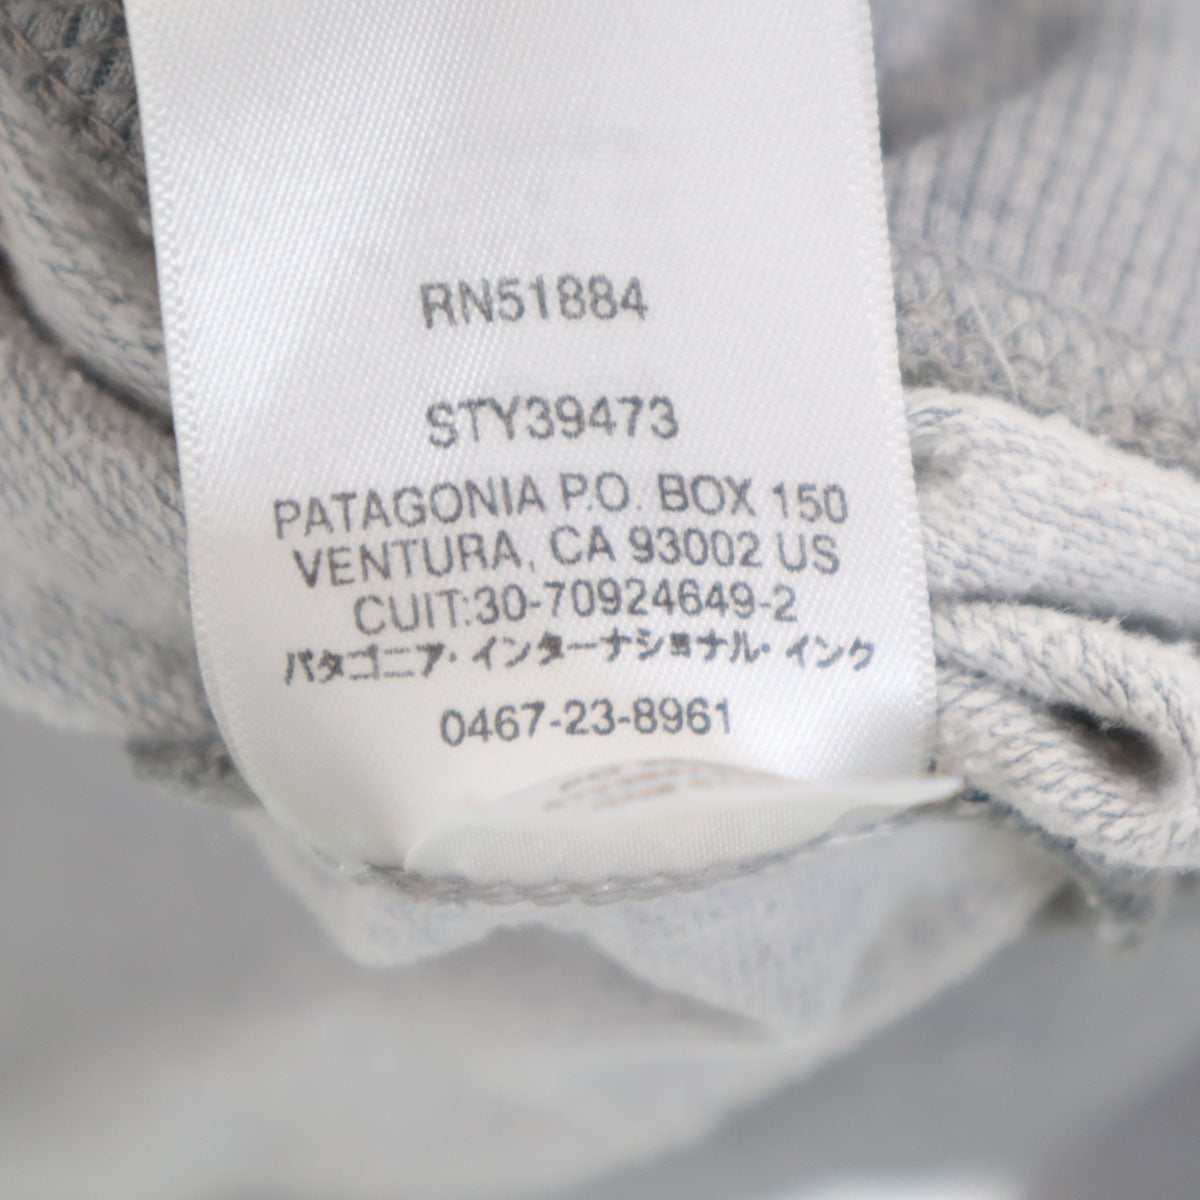 RN51884
STY39473
PATAGONIA P.O. BOX 150
VENTURA, CA 93002 US
CUIT:30-70924649-2
パタゴニア・インターナショナル・インク
0467-23-8961